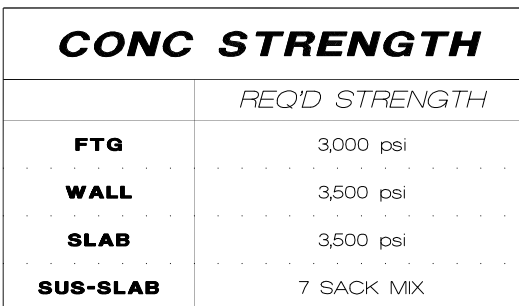 CONC STRENGTH
REQ'D STRENGTH
FTG 3,000 psi
WALL 3,500 psi
SLAB 3,500 psi
SUS-SLAB 7 SACK MIX